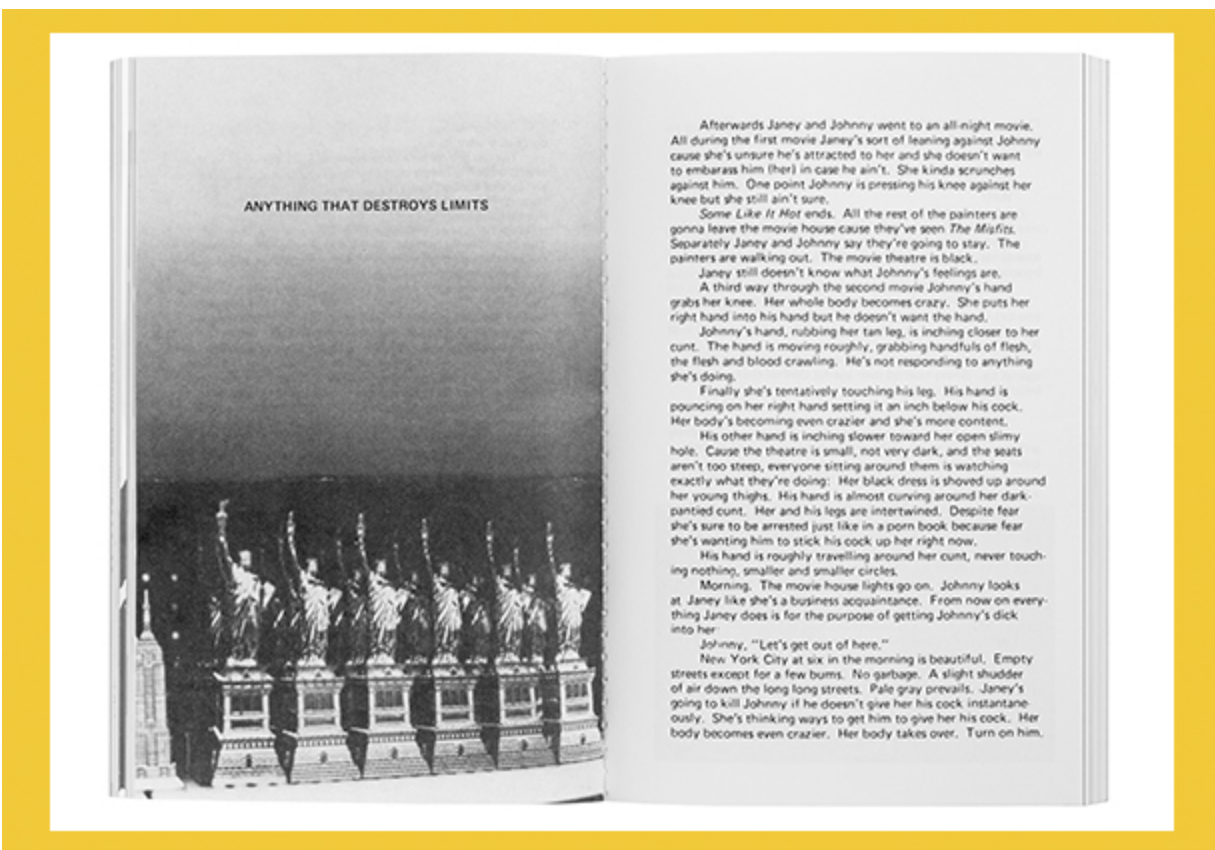 ANYTHING THAT DESTROYS LIMITS
Afterwards Janey and Johnny went to an all-night movie.
All during the first movie Janey's sort of leaning against Johnny
cause she's unsure he's attracted to her and she doesn't want
to embarass him (her) in case he ain't. She kinda scrunches
against him. One point Johnny is pressing his knee against her
knee but she still ain't sure.
Some Like It Hot ends. All the rest of the painters are
gonna leave the movie house cause they've seen The Misfits.
Separately Janey and Johnny say they're going to stay. The
painters are walking out. The movie theatre is black.
Janey still doesn't know what Johnny's feelings are.
A third way through the second movie Johnny's hand
grabs her knee. Her whole body becomes crazy. She puts her
right hand into his hand but he doesn't want the hand.
Johnny's hand, rubbing her tan leg, is inching closer to her
cunt. The hand is moving roughly, grabbing handfuls of flesh,
the flesh and blood crawling. He's not responding to anything
she's doing.
Finally she's tentatively touching his leg. His hand is
pouncing on her right hand setting it an inch below his cock.
Her body's becoming even crazier and she's more content.
His other hand is inching slower toward her open slimy
hole. Cause the theatre is small, not very dark, and the seats
aren't too steep, everyone sitting around them is watching
exactly what they're doing: Her black dress is shoved up around
her young thighs. His hand is almost curving around her dark-
pantied cunt. Her and his legs are intertwined. Despite fear
she's sure to be arrested just like in a porn book because fear
she's wanting him to stick his cock up her right now.
His hand is roughly travelling around her cunt, never touch-
ing nothing, smaller and smaller circles.
Morning. The movie house lights go on. Johnny looks
at Janey like she's a business acquaintance. From now on every-
thing Janey does is for the purpose of getting Johnny's dick
into her
Johnny, "Let's get out of here."
New York City at six in the morning is beautiful. Empty
streets except for a few bums. No garbage. A slight shudder
of air down the long long streets. Pale gray prevails. Janey's
going to kill Johnny if he doesn't give her his cock instantane-
ously. She's thinking ways to get him to give her his cock. Her
body becomes even crazier. Her body takes over. Turn on him.